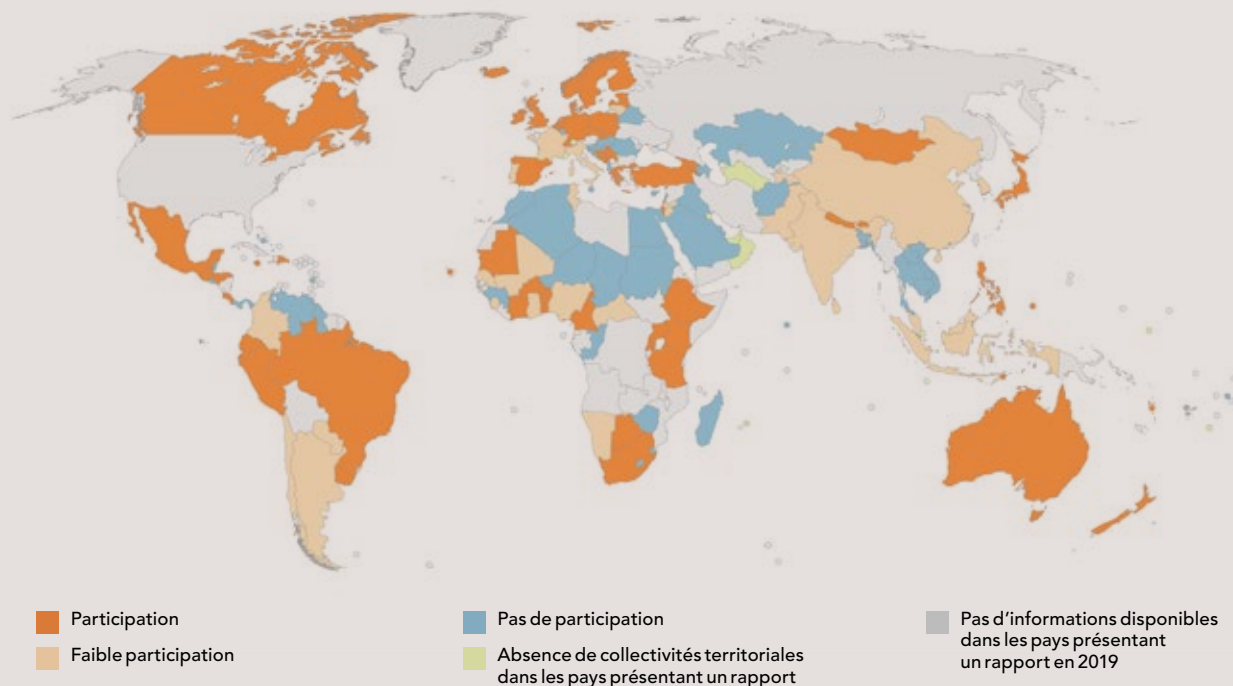 Participation
Faible participation
Pas de participation
Absence de collectivités territoriales
dans les pays présentant un rapport
Pas d'informations disponibles
dans les pays présentant
un rapport en 2019